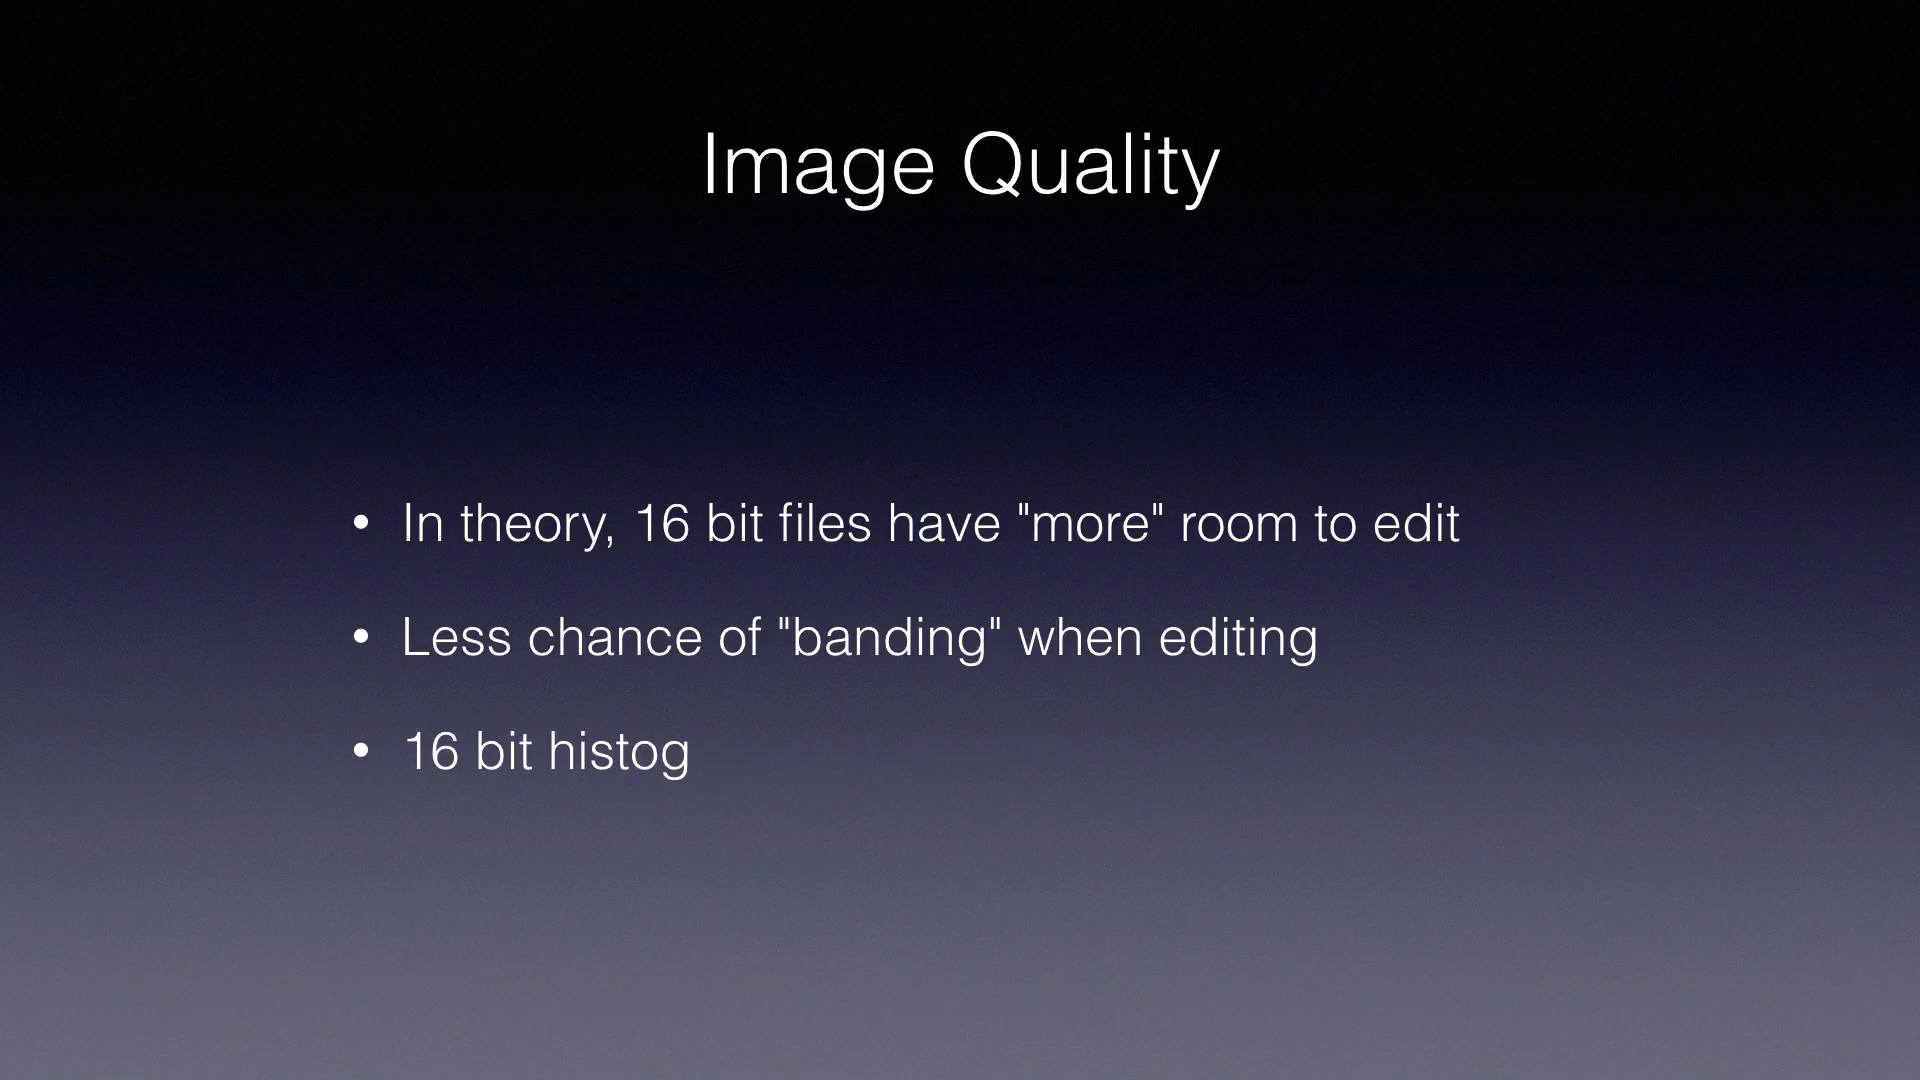 Image Quality
• In theory, 16 bit files have "more" room to edit
• Less chance of "banding" when editing
• 16 bit histog